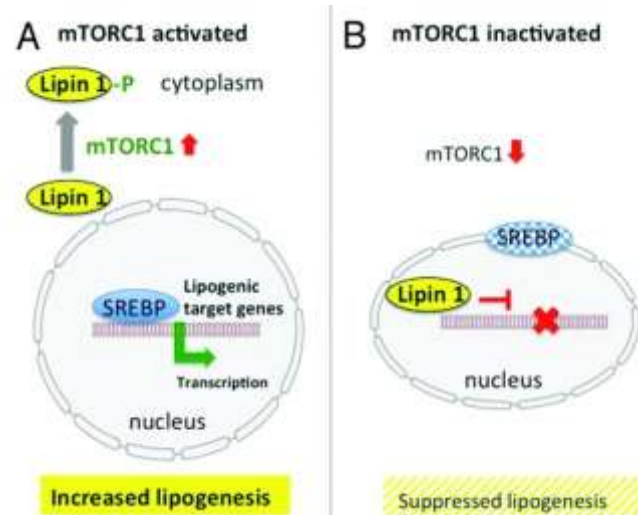 A
mTORC1 activated
Lipin 1-P
cytoplasm
mTORC1
Lipin 1
SREBP
Lipogenic
target genes
Transcription
nucleus
Increased lipogenesis
B
mTORC1 inactivated
mTORC1
SREBP
Lipin 1
nucleus
Suppressed lipogenesis